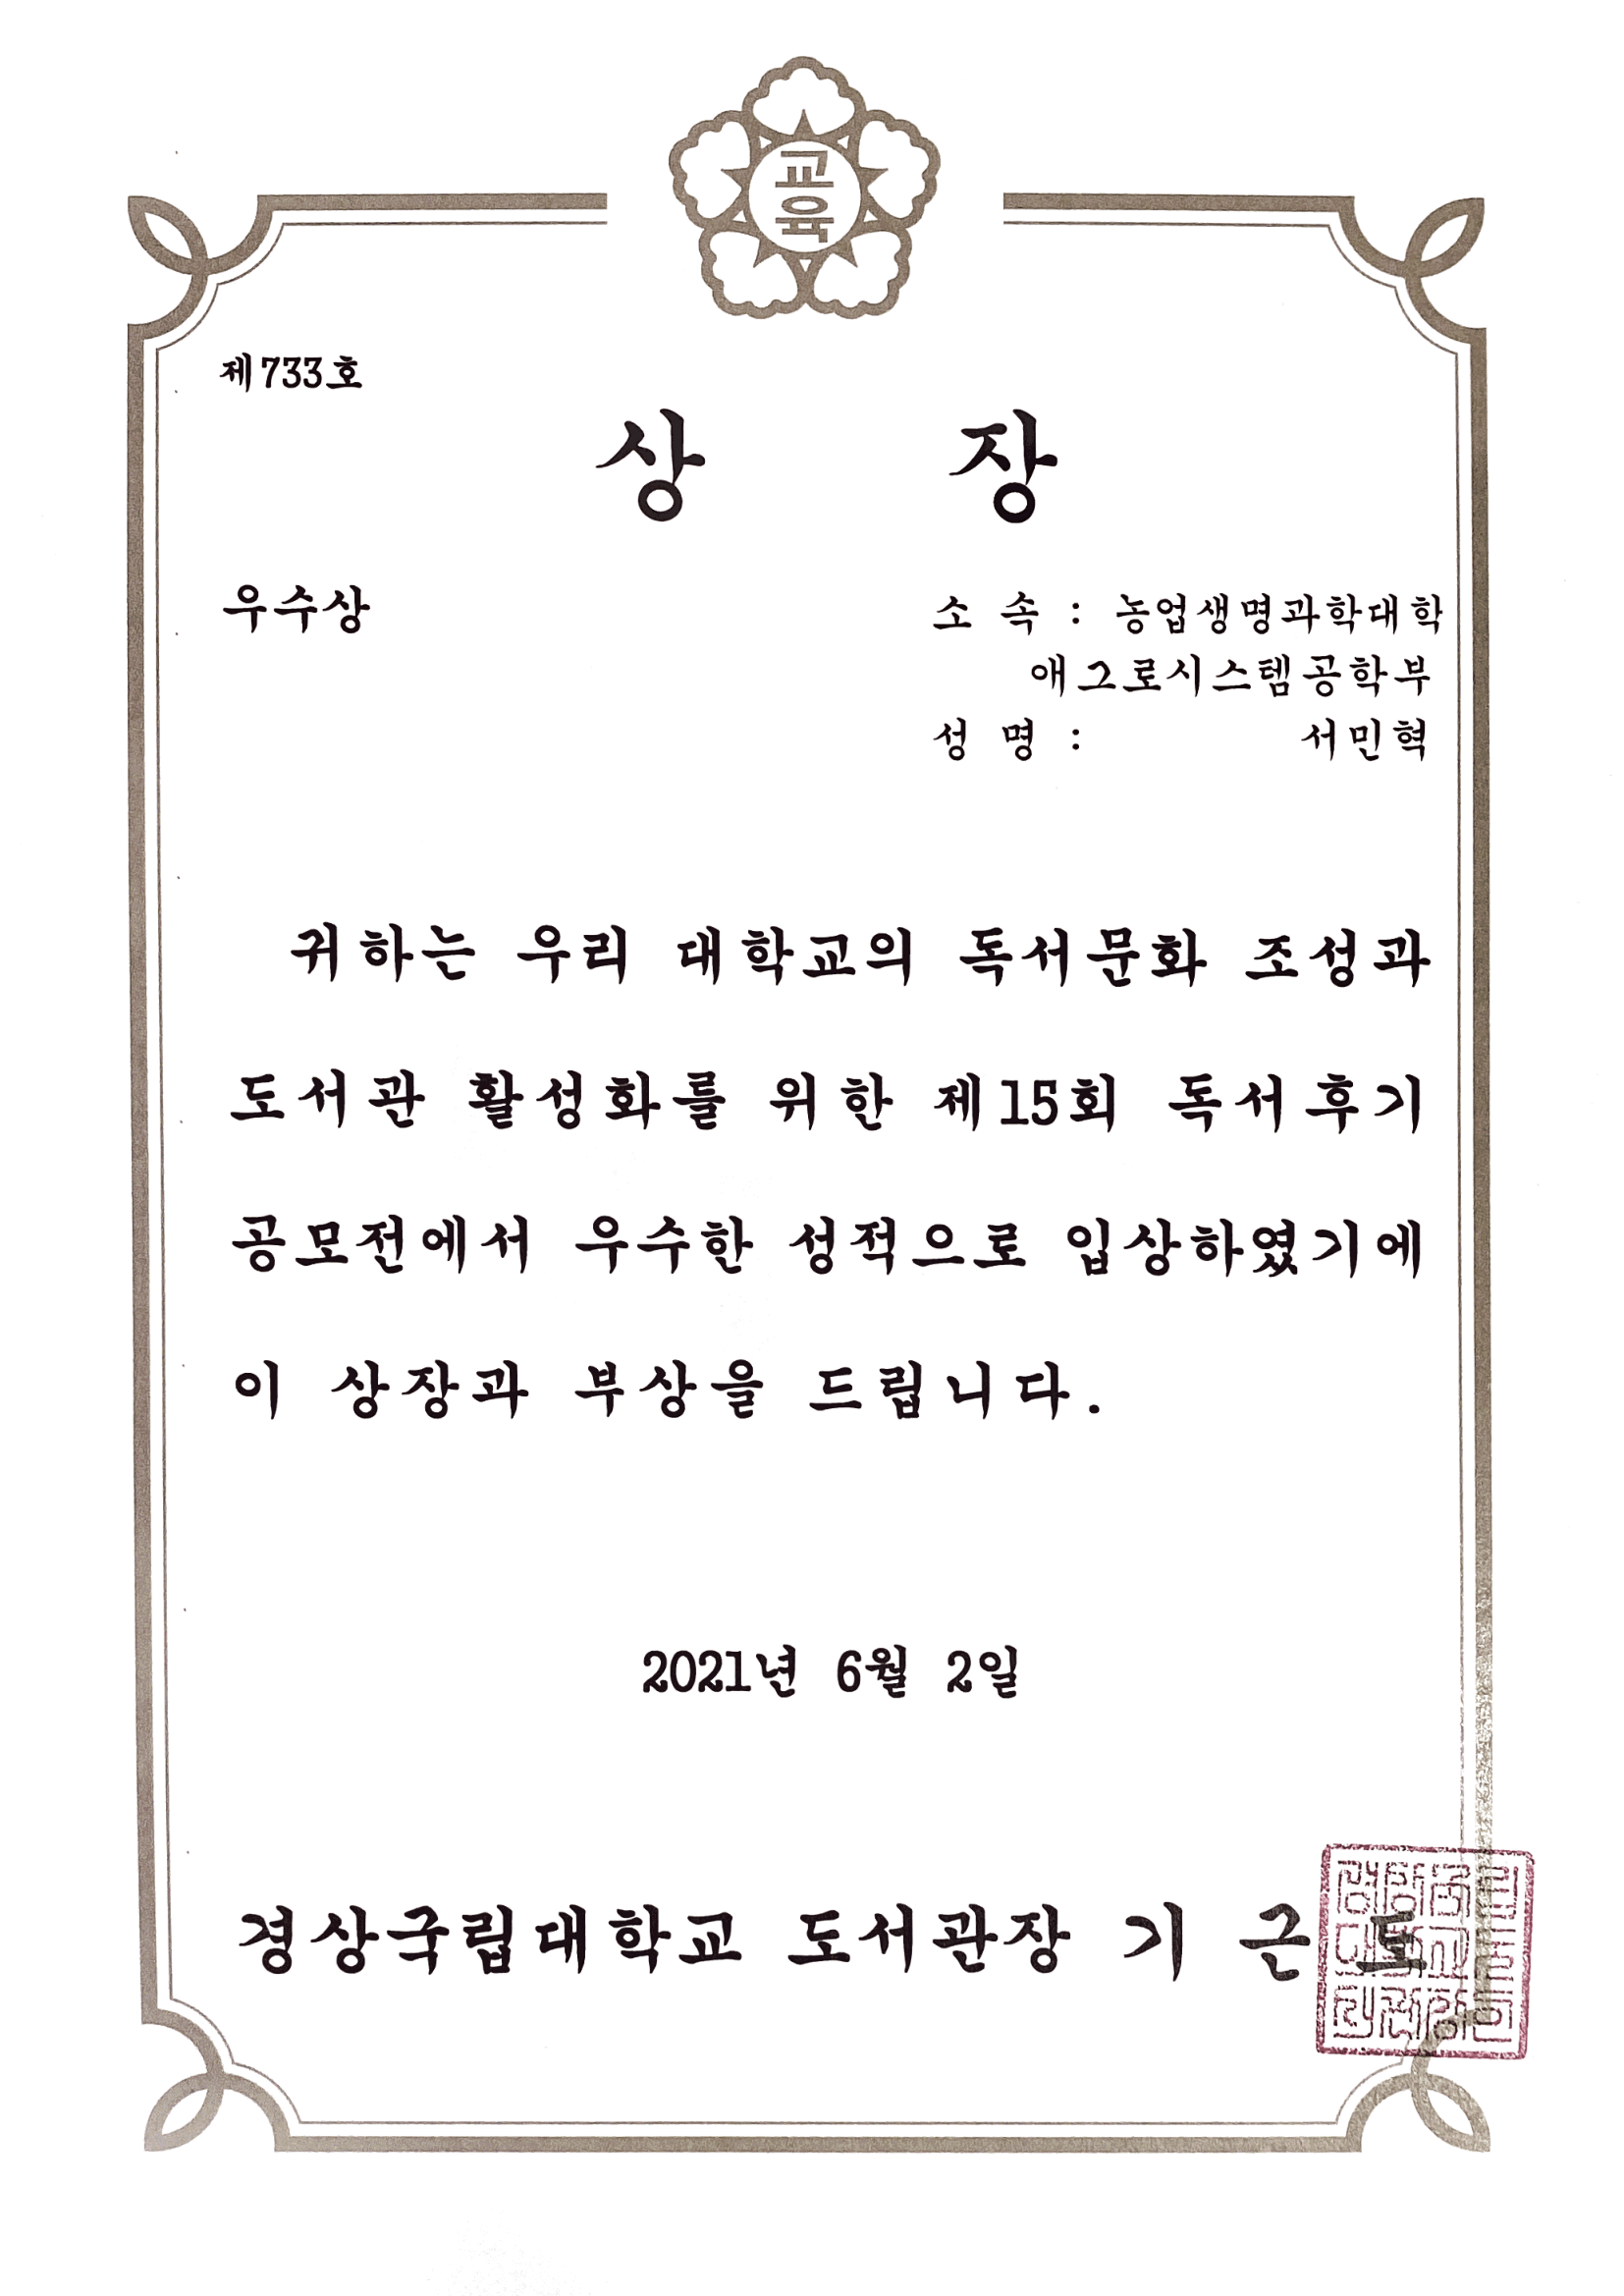 교육
제733호
상 장
우수상
소 속 : 농업생명과학대학
애그로시스템공학부
성 명 : 서민혁
귀하는 우리 대학교의 독서문화 조성과
도서관 활성화를 위한 제15회 독서후기
공모전에서 우수한 성적으로 입상하였기에
이 상장과 부상을 드립니다.
2021년 6월 2일
경상국립대학교 도서관장 기 근 도